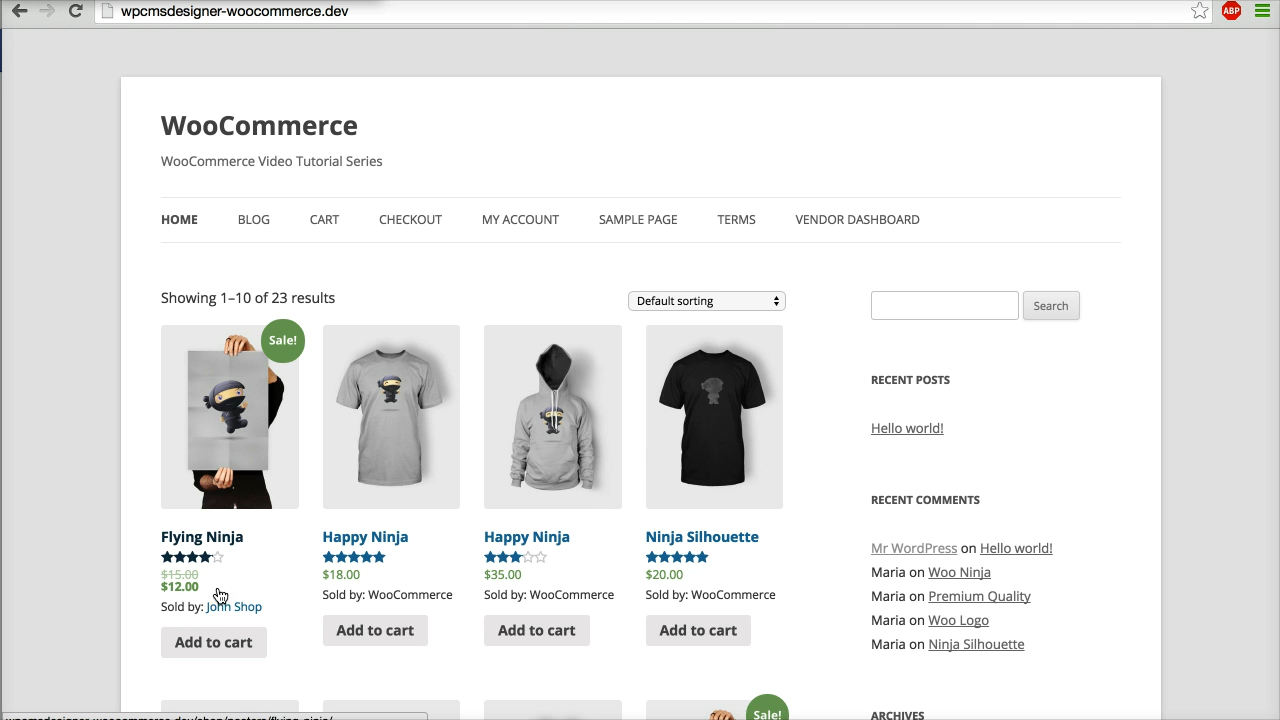 wpcmsdesigner-woocommerce.dev
ABP
WooCommerce
WooCommerce Video Tutorial Series
HOME BLOG CART CHECKOUT MY ACCOUNT SAMPLE PAGE TERMS VENDOR DASHBOARD
Showing 1–10 of 23 results
Default sorting
Search
Sale!
RECENT POSTS
Hello world!
RECENT COMMENTS
Mr WordPress on Hello world!
Maria on Woo Ninja
Maria on Premium Quality
Maria on Woo Logo
Maria on Ninja Silhouette
ARCHIVES
Flying Ninja
$15.00
$12.00
Sold by: John Shop
Add to cart
Happy Ninja
$18.00
Sold by: WooCommerce
Add to cart
Happy Ninja
$35.00
Sold by: WooCommerce
Add to cart
Ninja Silhouette
$20.00
Sold by: WooCommerce
Add to cart
Sale!